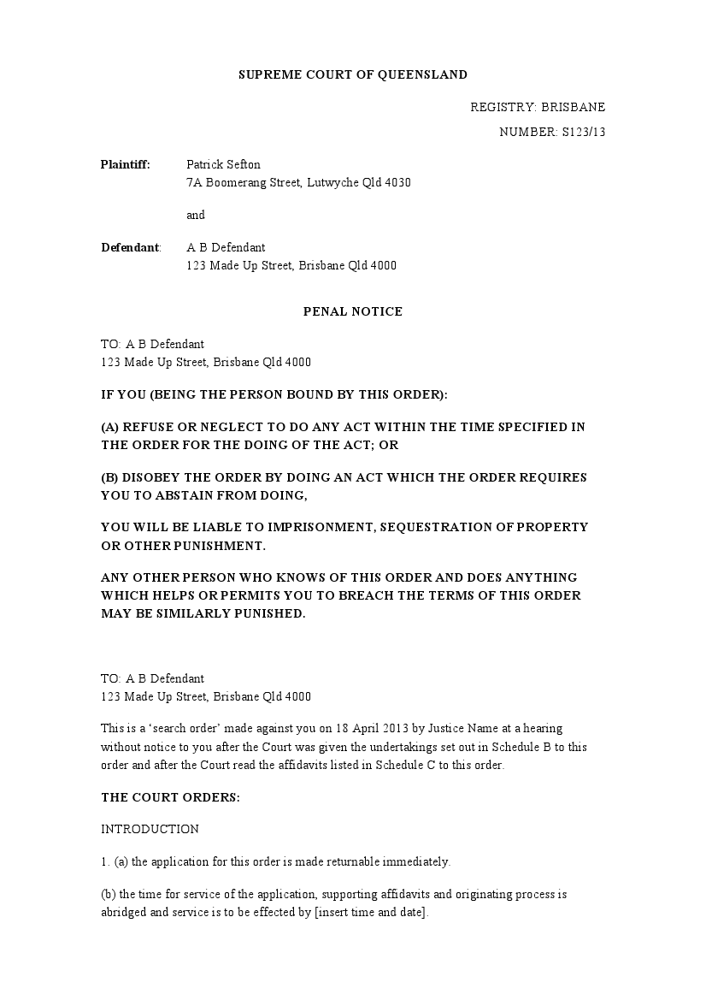 SUPREME COURT OF QUEENSLAND
REGISTRY: BRISBANE
NUMBER: S123/13
Plaintiff: Patrick Sefton
7A Boomerang Street, Lutwyche Qld 4030
and
Defendant: A B Defendant
123 Made Up Street, Brisbane Qld 4000
PENAL NOTICE
TO: A B Defendant
123 Made Up Street, Brisbane Qld 4000
IF YOU (BEING THE PERSON BOUND BY THIS ORDER):
(A) REFUSE OR NEGLECT TO DO ANY ACT WITHIN THE TIME SPECIFIED IN
THE ORDER FOR THE DOING OF THE ACT; OR
(B) DISOBEY THE ORDER BY DOING AN ACT WHICH THE ORDER REQUIRES
YOU TO ABSTAIN FROM DOING,
YOU WILL BE LIABLE TO IMPRISONMENT, SEQUESTRATION OF PROPERTY
OR OTHER PUNISHMENT.
ANY OTHER PERSON WHO KNOWS OF THIS ORDER AND DOES ANYTHING
WHICH HELPS OR PERMITS YOU TO BREACH THE TERMS OF THIS ORDER
MAY BE SIMILARLY PUNISHED.
TO: A B Defendant
123 Made Up Street, Brisbane Qld 4000
This is a ‘search order’ made against you on 18 April 2013 by Justice Name at a hearing
without notice to you after the Court was given the undertakings set out in Schedule B to this
order and after the Court read the affidavits listed in Schedule C to this order.
THE COURT ORDERS:
INTRODUCTION
1. (a) the application for this order is made returnable immediately.
(b) the time for service of the application, supporting affidavits and originating process is
abridged and service is to be effected by [insert time and date].